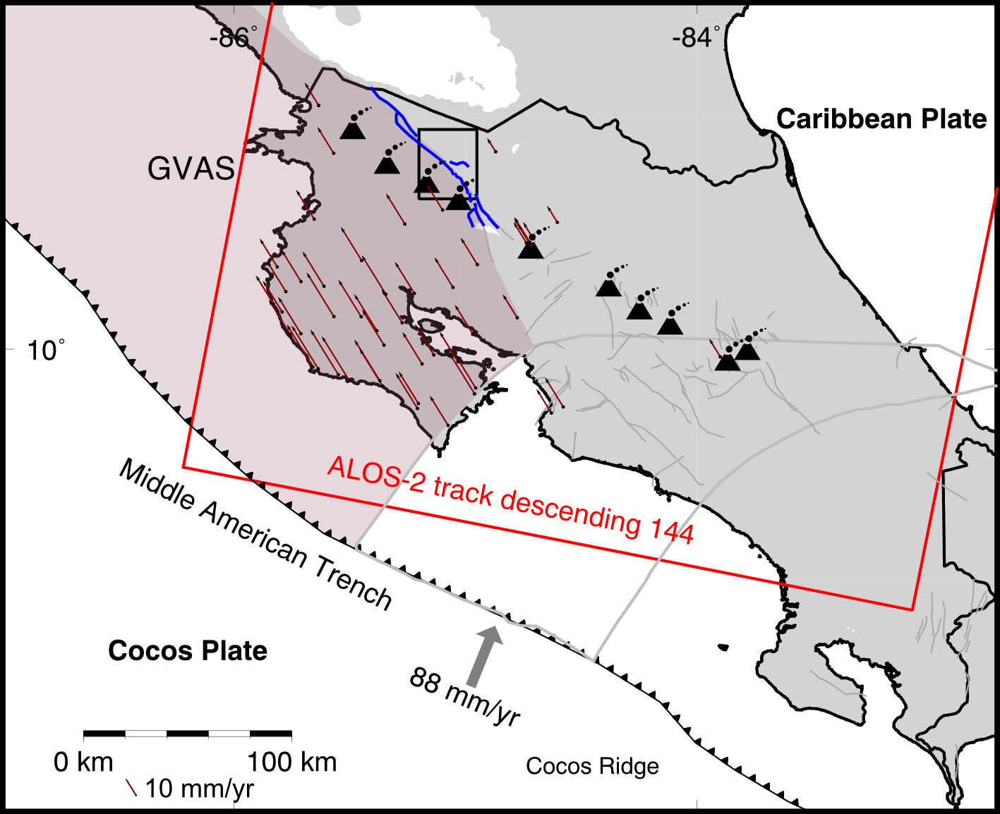 -86°
-84°
Caribbean Plate
GVAS
10°
ALOS-2 track descending 144
Middle American Trench
Cocos Plate
88 mm/yr
0 km
100 km
Cocos Ridge
10 mm/yr